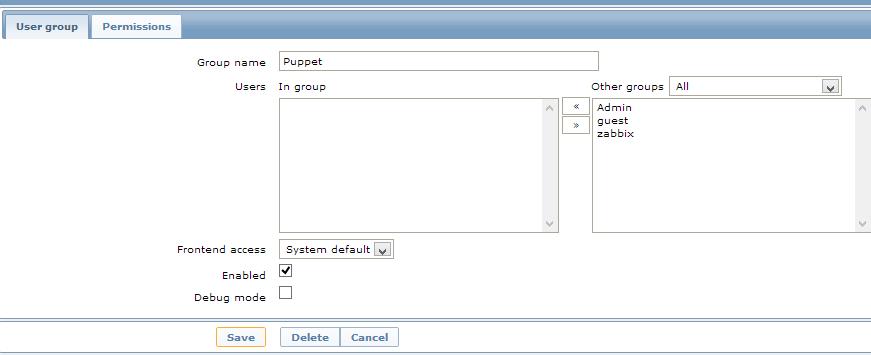 User group Permissions
Group name Puppet
Users In group Other groups All
« Admin
guest
» zabbix
Frontend access System default
Enabled
Debug mode
Save Delete Cancel